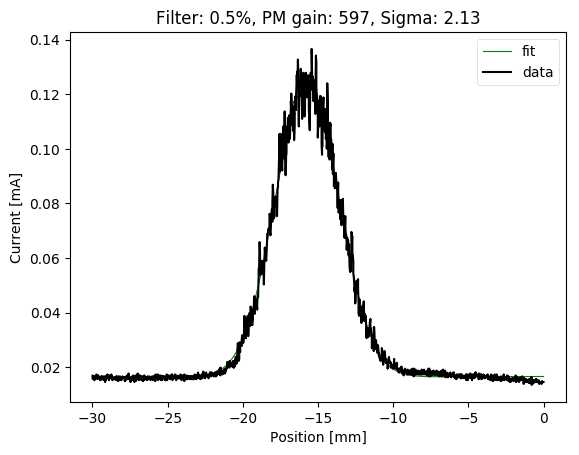 Filter: 0.5%, PM gain: 597, Sigma: 2.13
fit
data
Current [mA]
0.14
0.12
0.10
0.08
0.06
0.04
0.02
−30 −25 −20 −15 −10 −5 0
Position [mm]